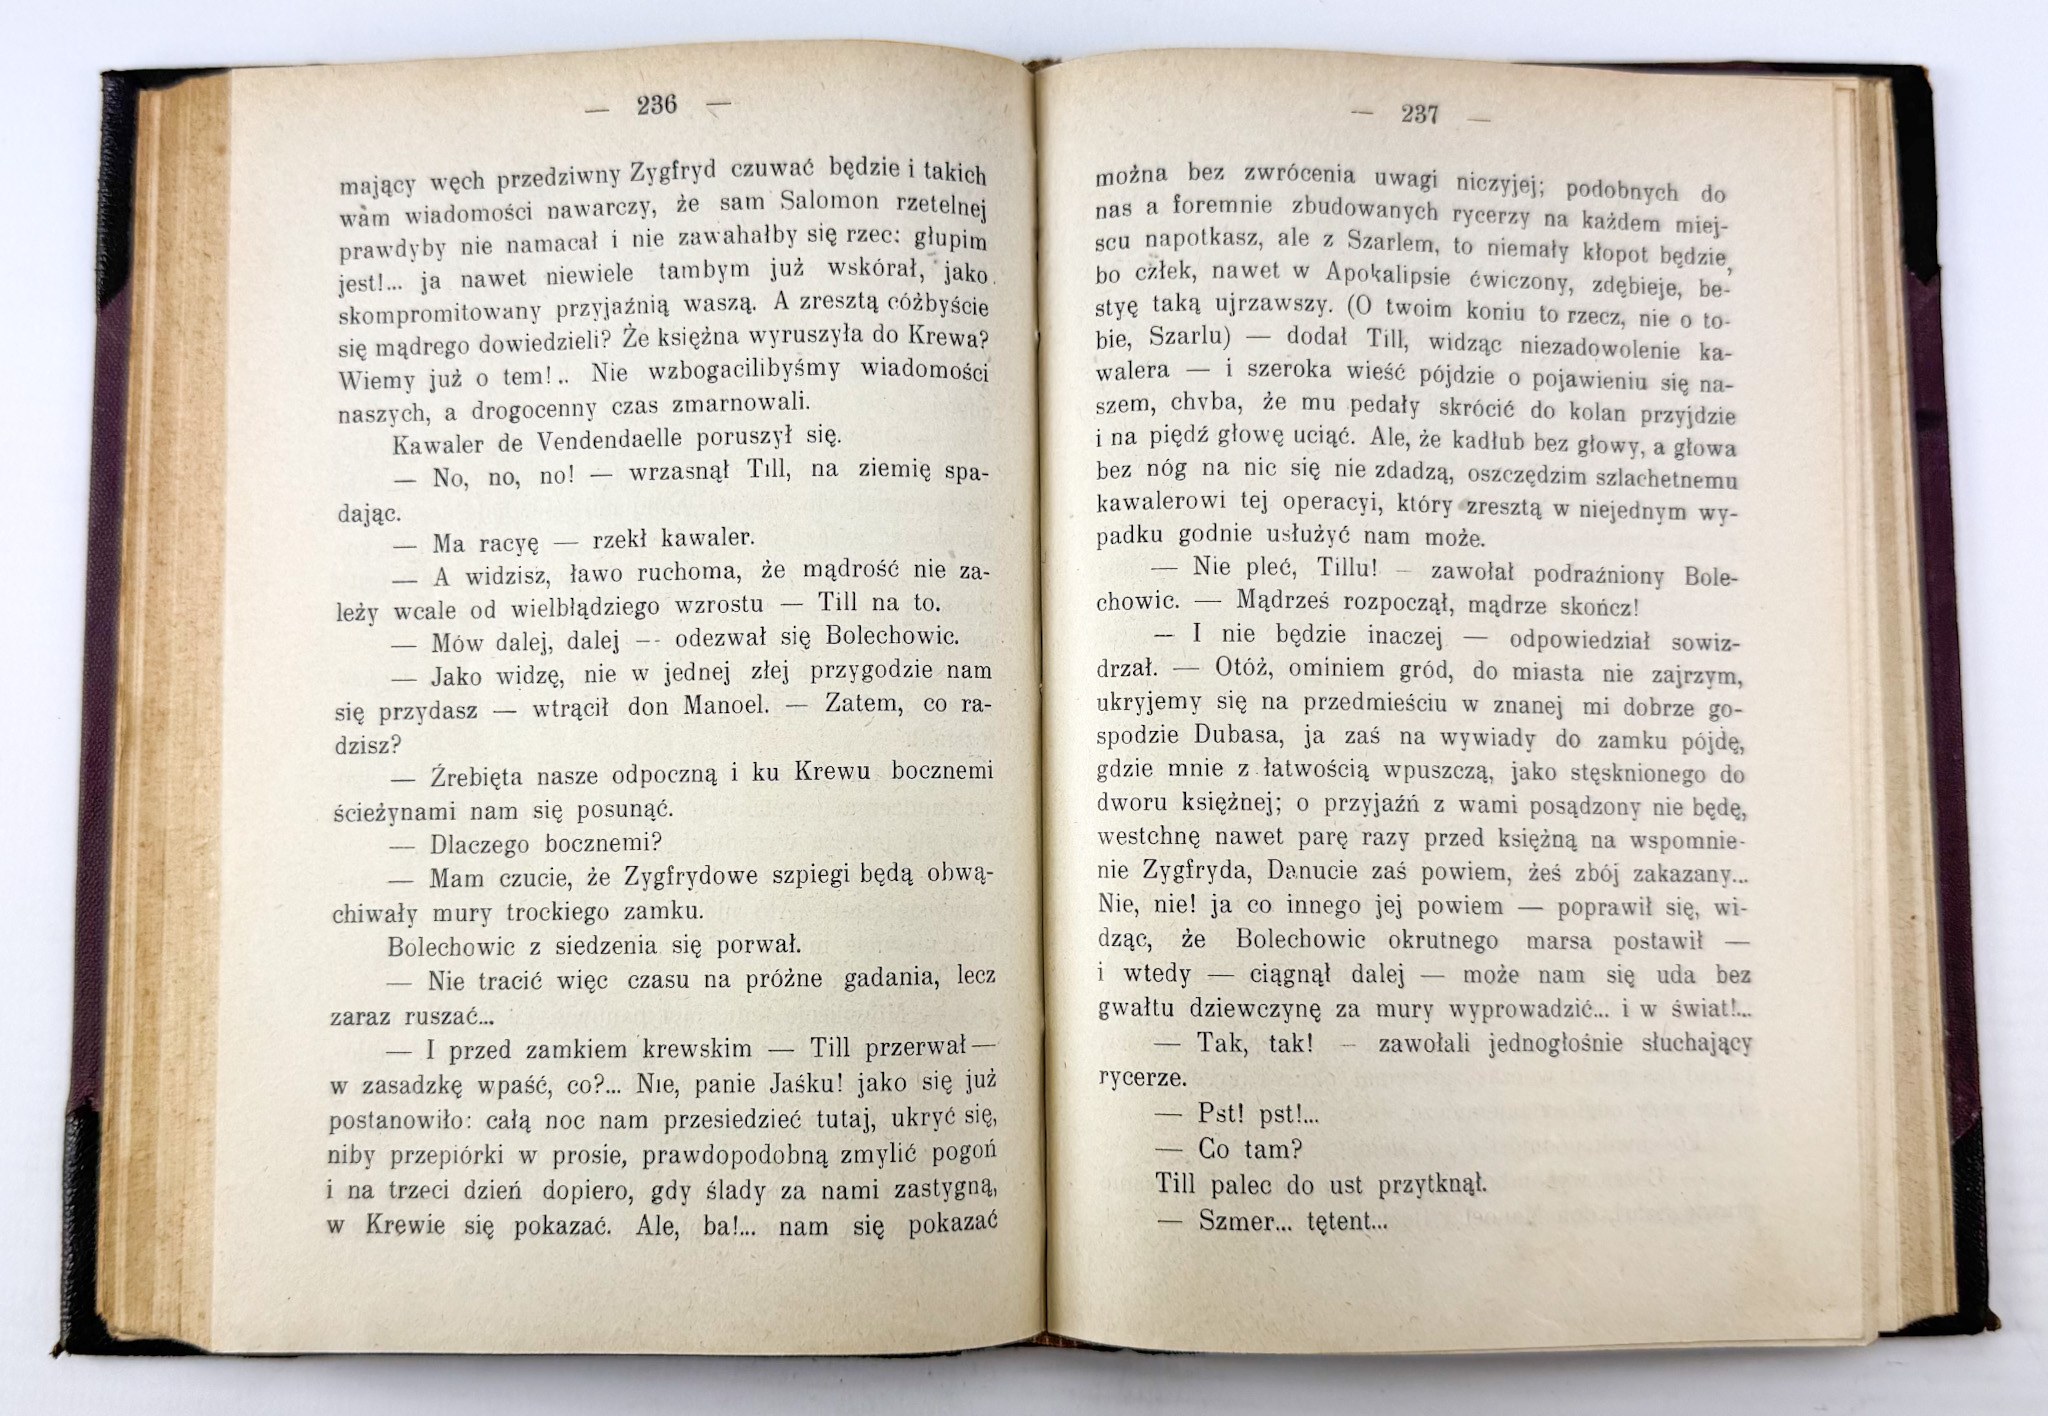 — 236 —
mający węch przedziwny Zygfryd czuwać będzie i takich
wam wiadomości nawarczy, że sam Salomon rzetelnej
prawdyby nie namacał i nie zawahałby się rzec: głupim
jest!... ja nawet niewiele tambym już wskórał, jako
skompromitowany przyjaźnią waszą. A zresztą cóżbyście
się mądrego dowiedzieli? Że księżna wyruszyła do Krewa?
Wiemy już o tem!.. Nie wzbogacilibyśmy wiadomości
naszych, a drogocenny czas zmarnowali.
Kawaler de Vendendaelle poruszył się.
— No, no, no! — wrzasnął Till, na ziemię spa-
dając.
— Ma racyę — rzekł kawaler.
— A widzisz, ławo ruchoma, że mądrość nie za-
leży wcale od wielbłądziego wzrostu — Till na to.
— Mów dalej, dalej — odezwał się Bolechowic.
— Jako widzę, nie w jednej złej przygodzie nam
się przydasz — wtrącił don Manoel. — Zatem, co ra-
dzisz?
— Źrebięta nasze odpoczną i ku Krewu bocznemi
ścieżynami nam się posunąć.
— Dlaczego bocznemi?
— Mam czucie, że Zygfrydowe szpiegi będą obwą-
chiwały mury trockiego zamku.
Bolechowic z siedzenia się porwał.
— Nie tracić więc czasu na próżne gadania, lecz
zaraz ruszać...
— I przed zamkiem krewskim — Till przerwał —
w zasadzkę wpaść, co?... Nie, panie Jaśku! jako się już
postanowiło: całą noc nam przesiedzieć tutaj, ukryć się,
niby przepiórki w prosie, prawdopodobną zmylić pogoń
i na trzeci dzień dopiero, gdy ślady za nami zastygną,
w Krewie się pokazać. Ale, ba!... nam się pokazać
— 237 —
można bez zwrócenia uwagi niczyjej; podobnych do
nas a foremnie zbudowanych rycerzy na każdem miej-
scu napotkasz, ale z Szarlem, to niemały kłopot będzie,
bo człek, nawet w Apokalipsie ćwiczony, zdębieje, be-
styę taką ujrzawszy. (O twoim koniu to rzecz, nie o to-
bie, Szarlu) — dodał Till, widząc niezadowolenie ka-
walera — i szeroka wieść pójdzie o pojawieniu się na-
szem, chyba, że mu pedały skrócić do kolan przyjdzie
i na piędź głowę uciąć. Ale, że kadłub bez głowy, a głowa
bez nóg na nic się nie zdadzą, oszczędzim szlachetnemu
kawalerowi tej operacyi, który zresztą w niejednym wy-
padku godnie usłużyć nam może.
— Nie pleć, Tillu! — zawołał podraźniony Bole-
chowic. — Mądrześ rozpoczął, mądrze skończ!
— I nie będzie inaczej — odpowiedział sowiz-
drzał. — Otóż, ominiem gród, do miasta nie zajrzym,
ukryjemy się na przedmieściu w znanej mi dobrze go-
spodzie Dubasa, ja zaś na wywiady do zamku pójdę,
gdzie mnie z łatwością wpuszczą, jako stęsknionego do
dworu księżnej; o przyjaźń z wami posądzony nie będę,
westchnę nawet parę razy przed księżną na wspomnie-
nie Zygfryda, Danucie zaś powiem, żeś zbój zakazany...
Nie, nie! ja co innego jej powiem — poprawił się, wi-
dząc, że Bolechowic okrutnego marsa postawił —
i wtedy — ciągnął dalej — może nam się uda bez
gwałtu dziewczynę za mury wyprowadzić... i w świat!...
— Tak, tak! — zawołali jednogłośnie słuchający
rycerze.
— Pst! pst!...
— Co tam?
Till palec do ust przytknął.
— Szmer... tętent...